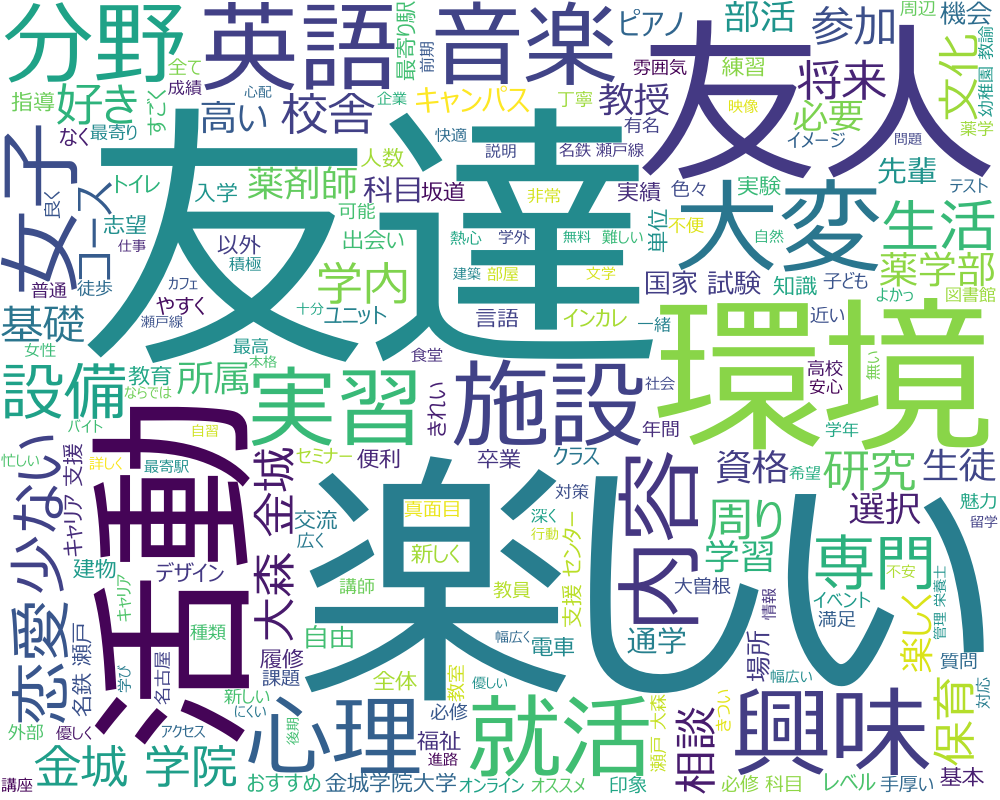 分野
英語
音楽
友人
友達
楽しい
環境
活動
女子
大変
実習
施設
内容
興味
就活
心理
恋愛
少ない
設備
基礎
好き
高い
校舎
コース
ピアノ
部活
参加
機会
周辺
文化
将来
教授
必要
最寄り駅
前期
雰囲気
練習
教諭
幼稚園
全て
成績
心配
企業
指導
すごく
キャンパス
丁寧
有名
映像
イメージ
薬学
なく
最寄り
快適
説明
名鉄 瀬戸線
問題
先輩
良く
トイレ
入学
薬剤師
人数
科目
坂道
非常
実績
色々
実験
テスト
生活
薬学部
志望
可能
熱心
学外
無料
難しい
単位
不便
自然
仕事
以外
出会い
積極
建築
部屋
文学
国家 試験
知識
子ども
よかっ
図書館
普通
徒歩
カフェ
やすく
学内
十分
ユニット
言語
インカレ
一緒
近い
瀬戸線
女性
最高
本格
食堂
社会
高校
安心
無い
教育
所属
ならでは
きれい
年間
学年
バイト
自習
忙しい
詳しく
最寄駅
セミナー
便利
卒業
クラス
資格
希望
研究
生徒
支援
キャリア
金城
大森
交流
広く
真面目
対策
深く
行動
選択
魅力
留学
周り
学習
専門
建物
デザイン
新しく
講師
教員
支援 センター
大曽根
情報
イベント
不安
管理 栄養士
満足
キャリア
種類
自由
幅広く
電車
通学
場所
幅広い
楽しく
質問
対応
名鉄 瀬戸
学び
名古屋
履修
課題
全体
教室
優しい
新しい
にくい
必修
後期
外部
優しく
アクセス
福祉
進路
瀬戸 大森
きつい
相談
保育
講座
金城 学院
おすすめ
金城学院大学
オンライン
オススメ
印象
必修 科目
レベル
手厚い
基本